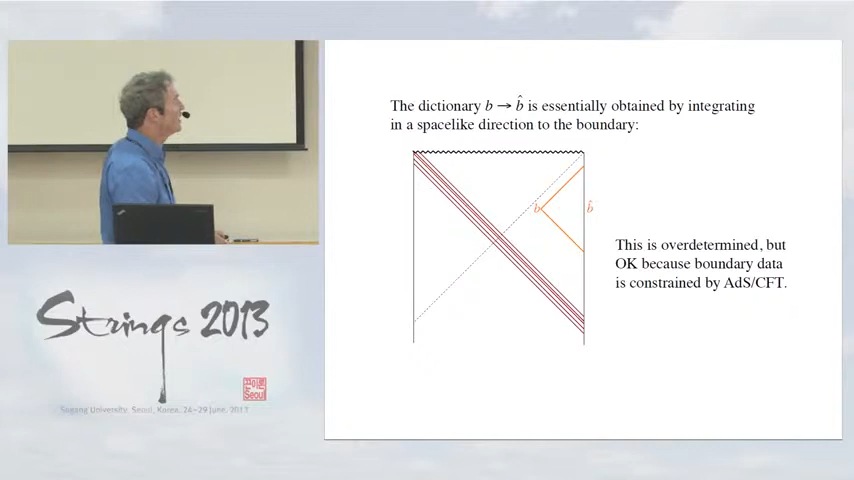 The dictionary b → b̂ is essentially obtained by integrating
in a spacelike direction to the boundary:
b
b̂
This is overdetermined, but
OK because boundary data
is constrained by AdS/CFT.
Strings 2013
Seoul
Sogang University, Seoul, Korea. 24-29 June, 2013